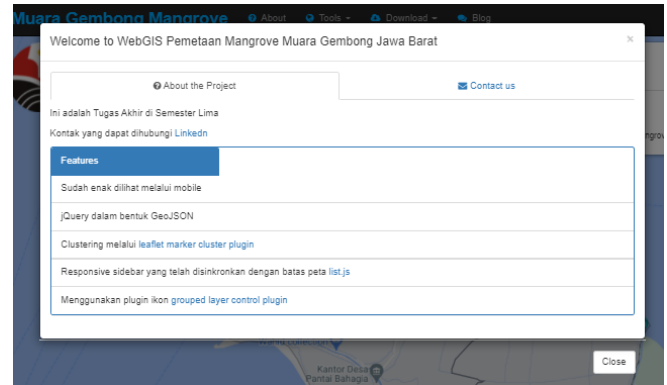 Muara Gembong Mangrove About Tools Download Blog
Welcome to WebGIS Pemetaan Mangrove Muara Gembong Jawa Barat ×
About the Project Contact us
Ini adalah Tugas Akhir di Semester Lima
Kontak yang dapat dihubungi Linkedn
Features
Sudah enak dilihat melalui mobile
jQuery dalam bentuk GeoJSON
Clustering melalui leaflet marker cluster plugin
Responsive sidebar yang telah disinkronkan dengan batas peta list.js
Menggunakan plugin ikon grouped layer control plugin
Kantor Desa
Pantai Bahagia
Close